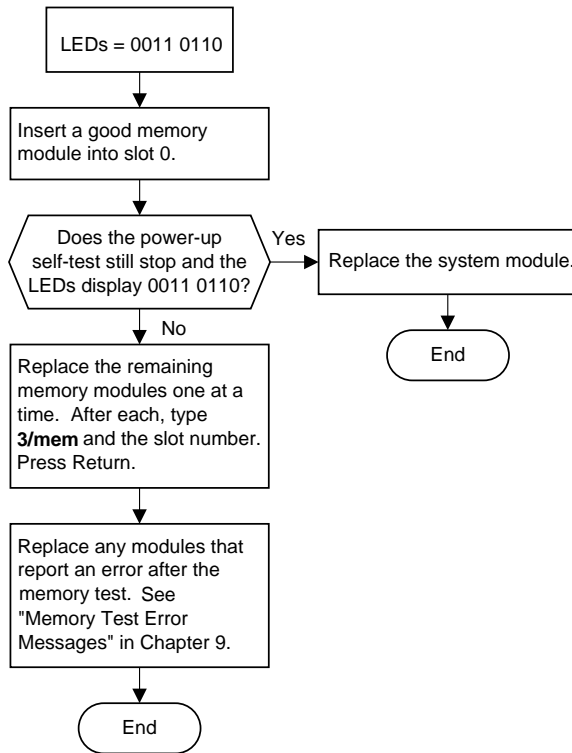 LEDs = 0011 0110
Insert a good memory
module into slot 0.
Does the power-up
self-test still stop and the
LEDs display 0011 0110?
Yes
Replace the system module.
End
No
Replace the remaining
memory modules one at a
time. After each, type
3/mem and the slot number.
Press Return.
Replace any modules that
report an error after the
memory test. See
"Memory Test Error
Messages" in Chapter 9.
End